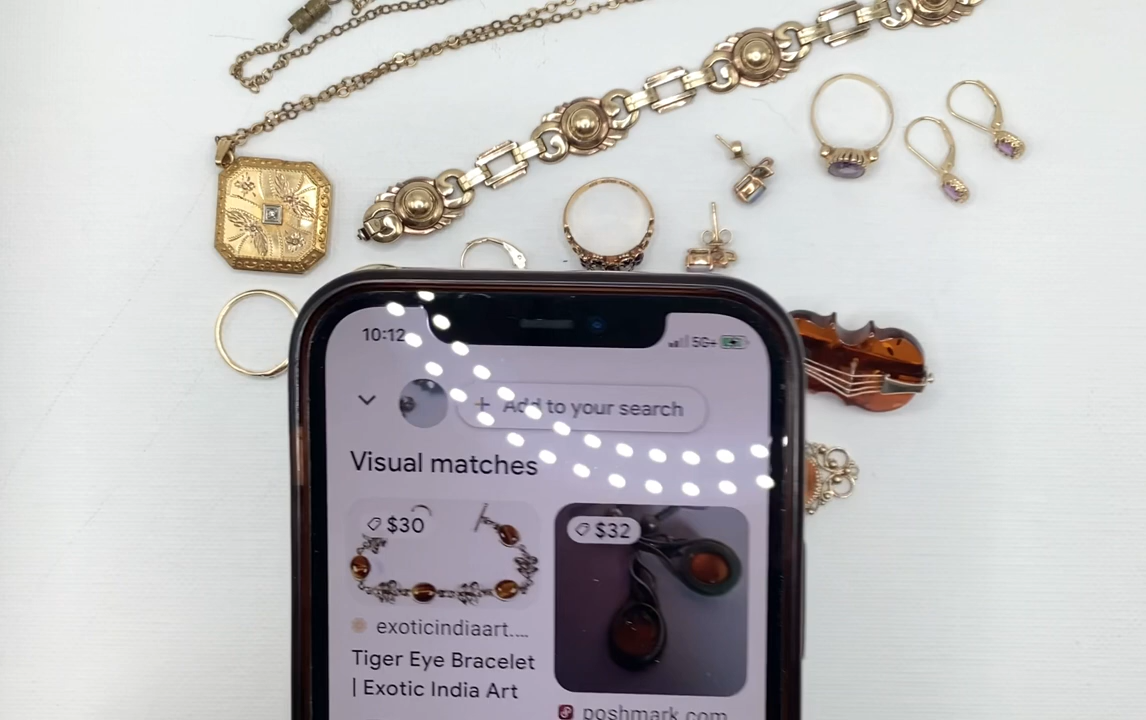 10:12
5G+
+ Add to your search
Visual matches
$30
$32
exoticindiaart....
Tiger Eye Bracelet
| Exotic India Art
poshmark.com